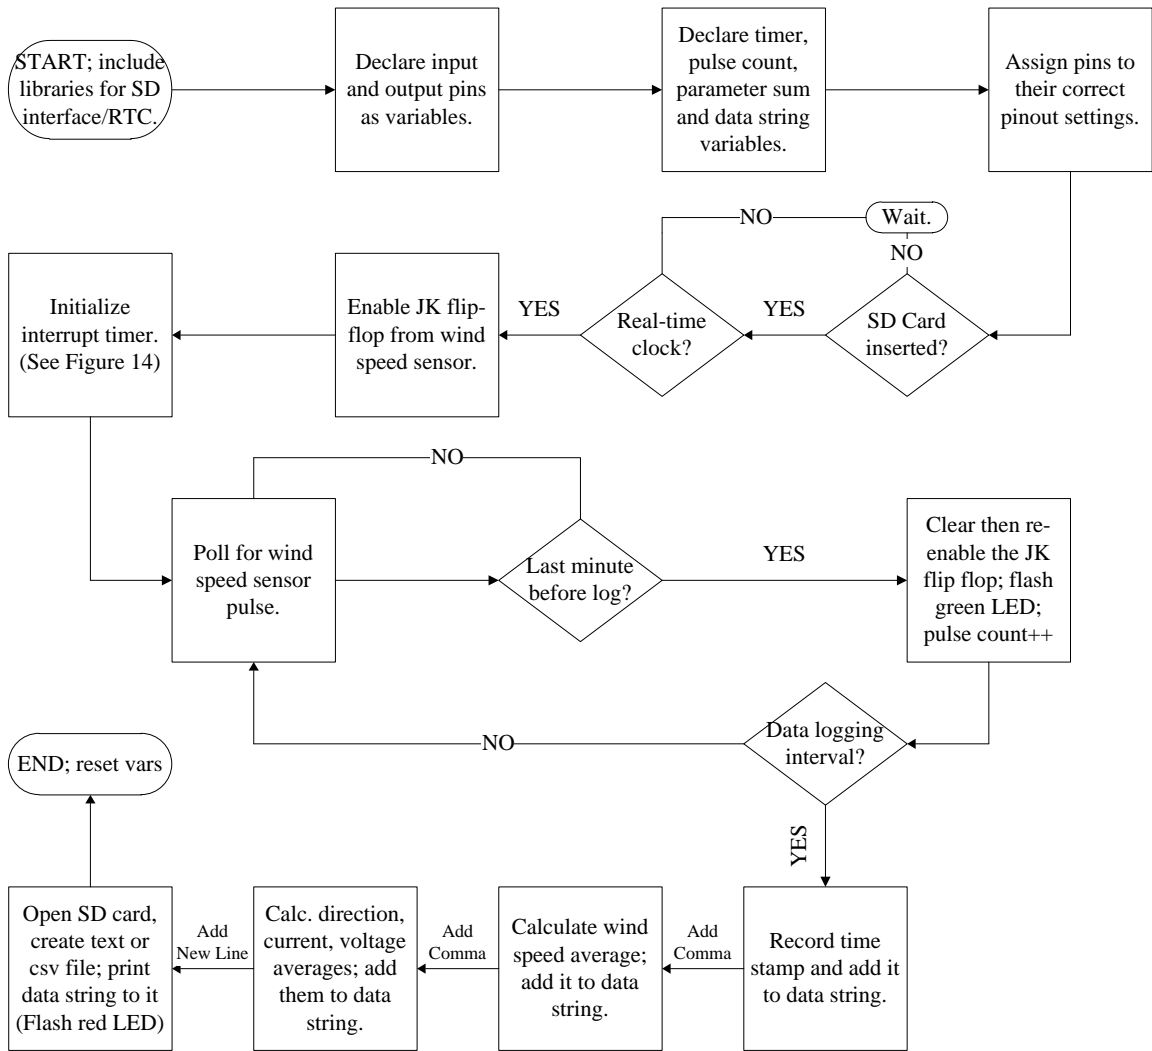 START; include
libraries for SD
interface/RTC.
Declare input
and output pins
as variables.
Declare timer,
pulse count,
parameter sum
and data string
variables.
Assign pins to
their correct
pinout settings.
NO
Wait.
NO
Initialize
interrupt timer.
(See Figure 14)
Enable JK flip-
flop from wind
speed sensor.
YES
Real-time
clock?
YES
SD Card
inserted?
NO
Poll for wind
speed sensor
pulse.
Last minute
before log?
YES
Clear then re-
enable the JK
flip flop; flash
green LED;
pulse count++
Data logging
interval?
NO
END; reset vars
YES
Open SD card,
create text or
csv file; print
data string to it
(Flash red LED)
Add
New Line
Calc. direction,
current, voltage
averages; add
them to data
string.
Add
Comma
Calculate wind
speed average;
add it to data
string.
Add
Comma
Record time
stamp and add it
to data string.